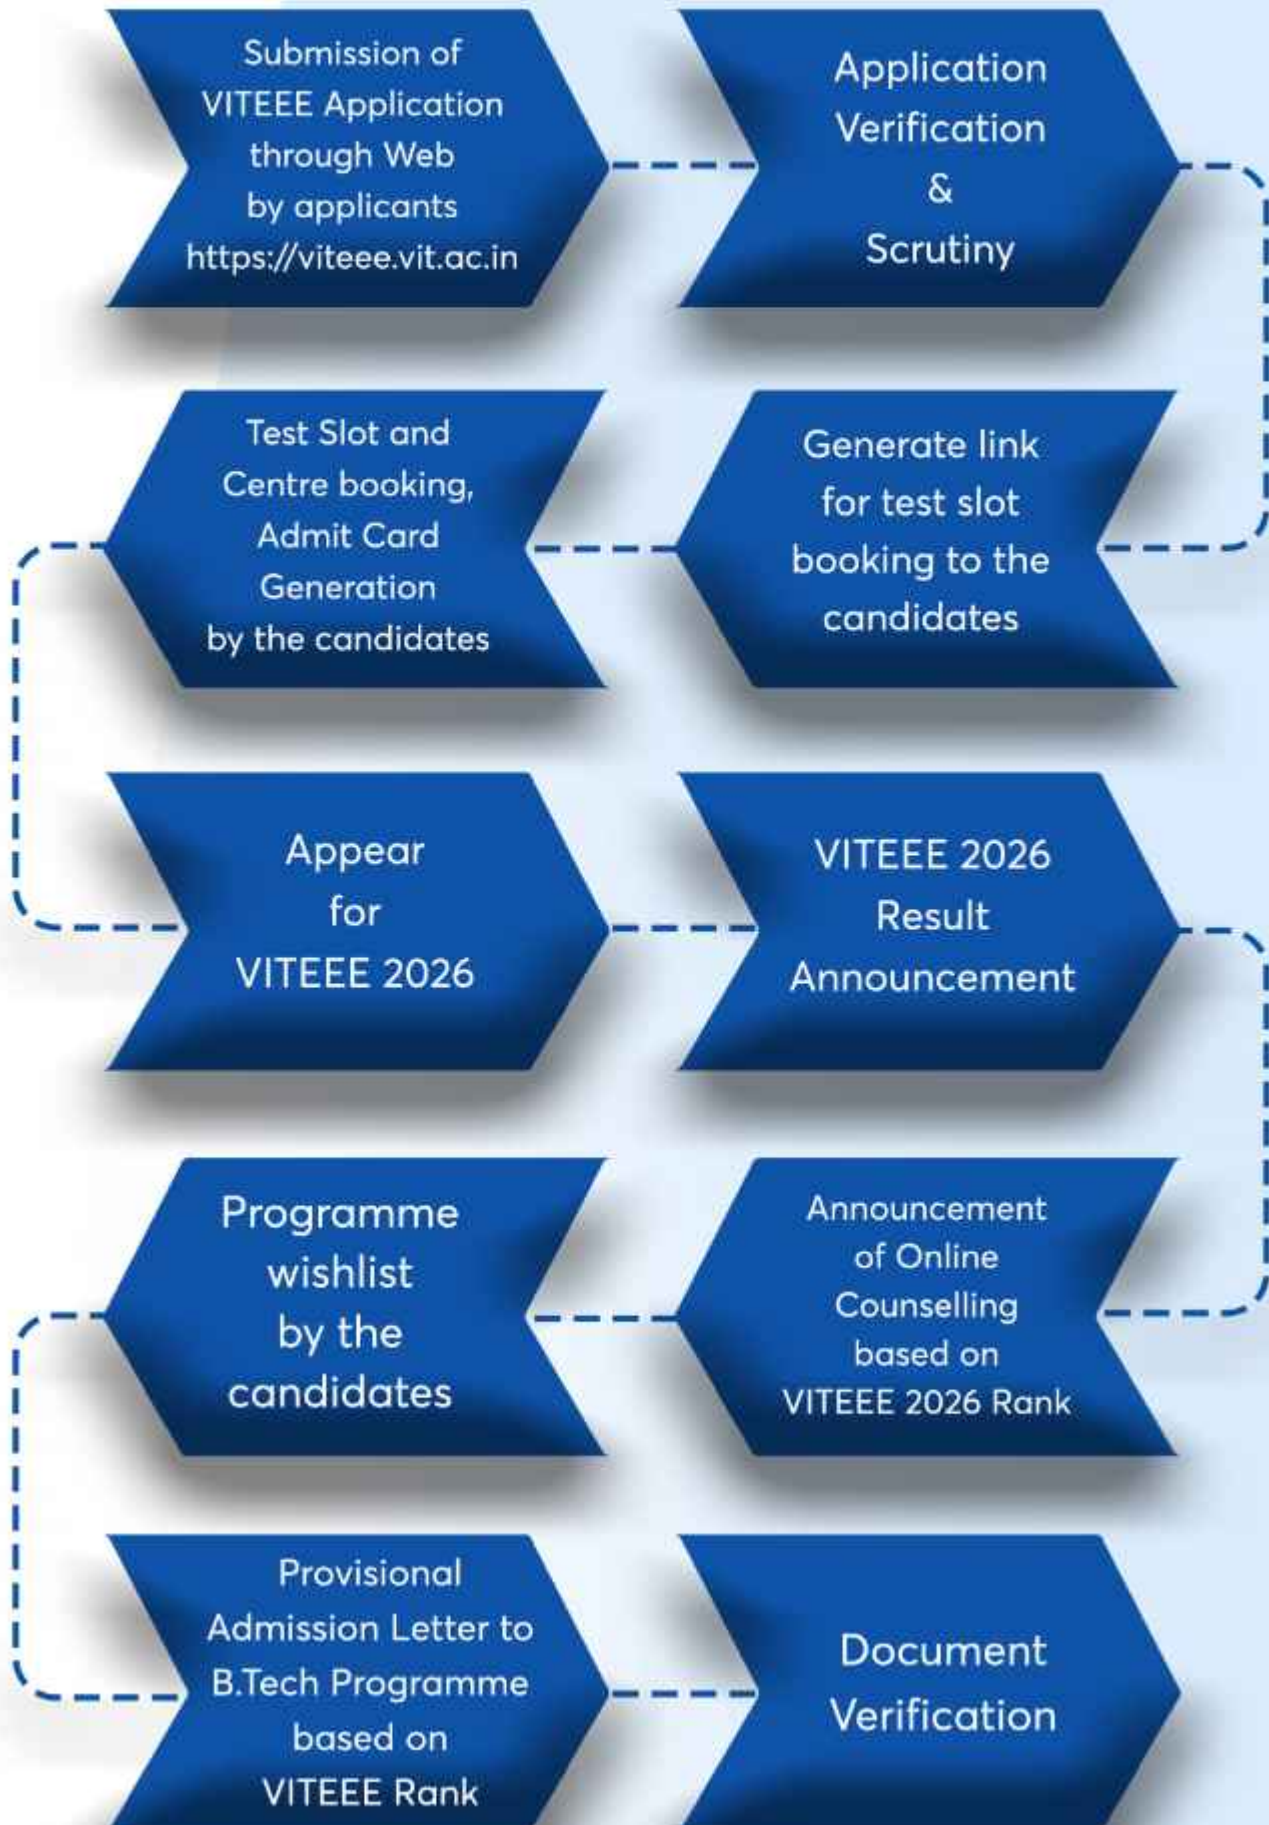 Submission of
VITEEE Application
through Web
by applicants
https://viteee.vit.ac.in
Application
Verification
&
Scrutiny
Generate link
for test slot
booking to the
candidates
Test Slot and
Centre booking,
Admit Card
Generation
by the candidates
Appear
for
VITEEE 2026
VITEEE 2026
Result
Announcement
Announcement
of Online
Counselling
based on
VITEEE 2026 Rank
Programme
wishlist
by the
candidates
Provisional
Admission Letter to
B.Tech Programme
based on
VITEEE Rank
Document
Verification